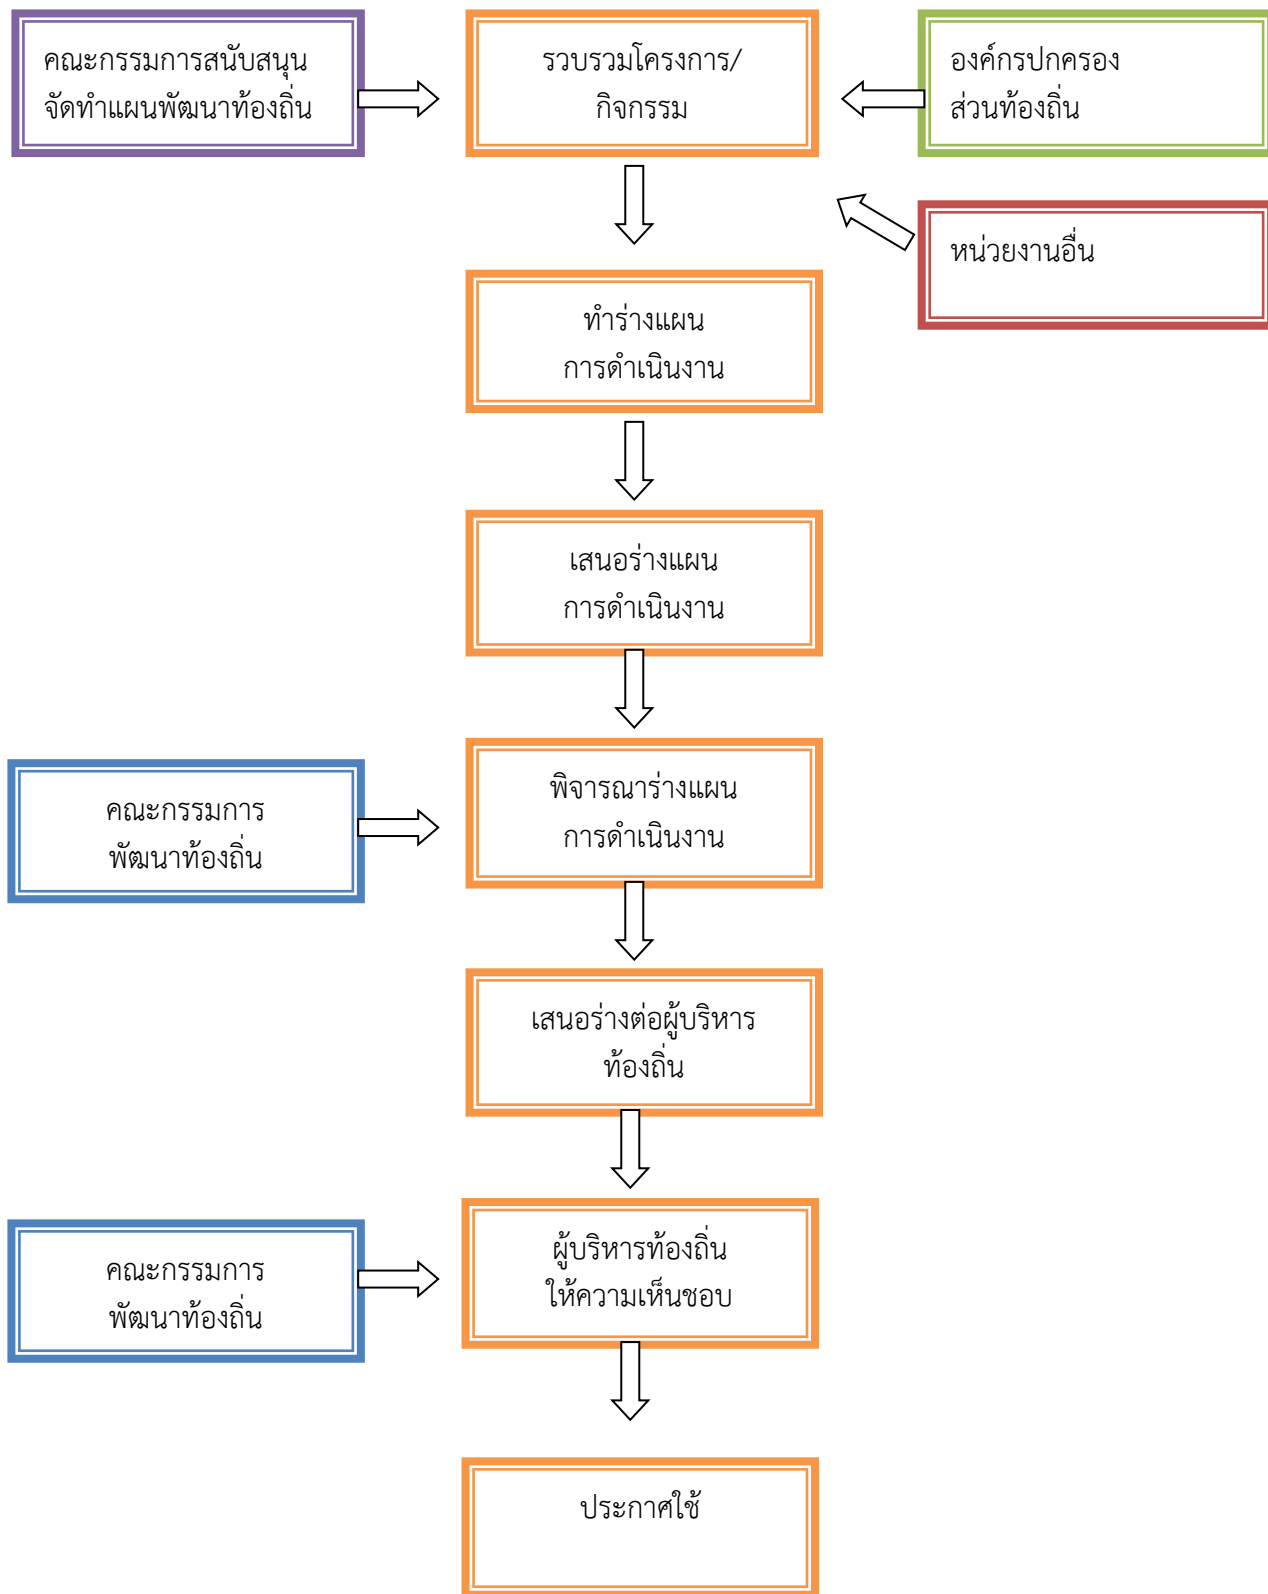 คณะกรรมการสนับสนุน
จัดทำแผนพัฒนาท้องถิ่น
รวบรวมโครงการ/
กิจกรรม
องค์กรปกครอง
ส่วนท้องถิ่น
หน่วยงานอื่น
ทำร่างแผน
การดำเนินงาน
เสนอร่างแผน
การดำเนินงาน
คณะกรรมการ
พัฒนาท้องถิ่น
พิจารณาร่างแผน
การดำเนินงาน
เสนอร่างต่อผู้บริหาร
ท้องถิ่น
คณะกรรมการ
พัฒนาท้องถิ่น
ผู้บริหารท้องถิ่น
ให้ความเห็นชอบ
ประกาศใช้